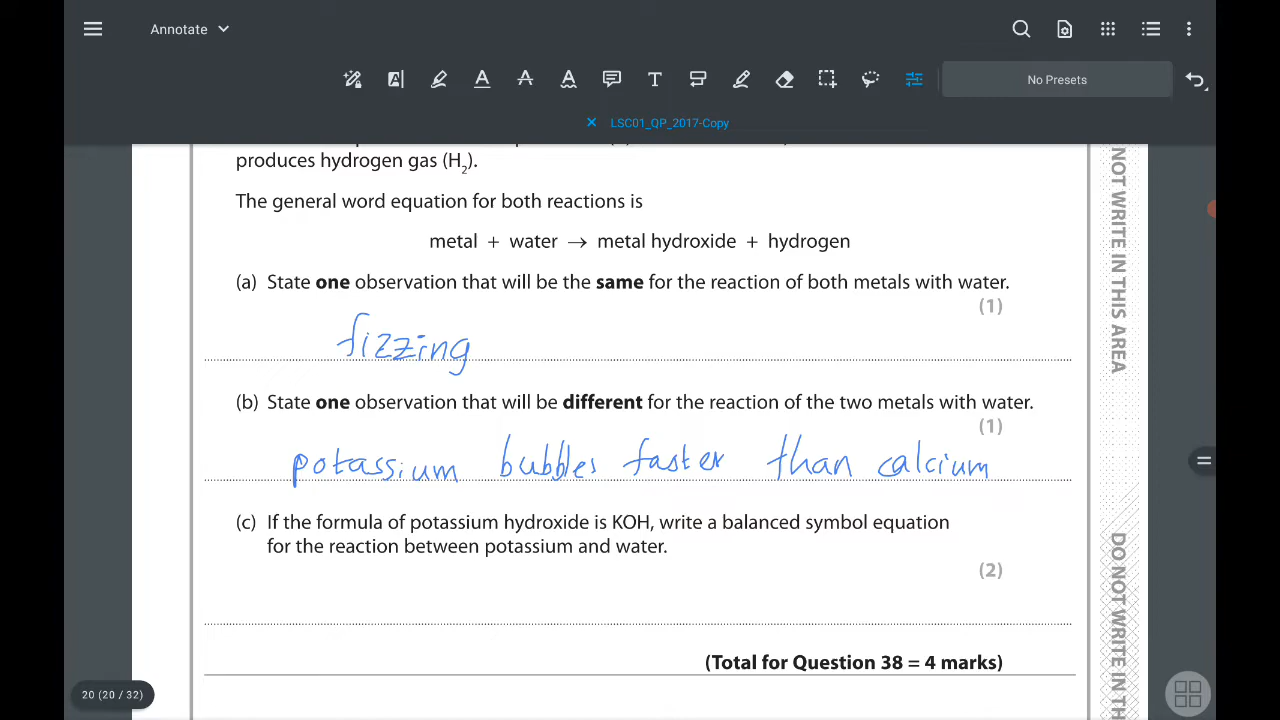 Annotate
No Presets
LSC01_QP_2017-Copy
produces hydrogen gas (H₂).
The general word equation for both reactions is
metal + water → metal hydroxide + hydrogen
(a) State one observation that will be the same for the reaction of both metals with water.
(1)
fizzing
(b) State one observation that will be different for the reaction of the two metals with water.
(1)
potassium bubbles faster than calcium
(c) If the formula of potassium hydroxide is KOH, write a balanced symbol equation
for the reaction between potassium and water.
(2)
(Total for Question 38 = 4 marks)
20 (20 / 32)
NOT WRITE IN THIS AREA
DO NOT WRITE IN TH